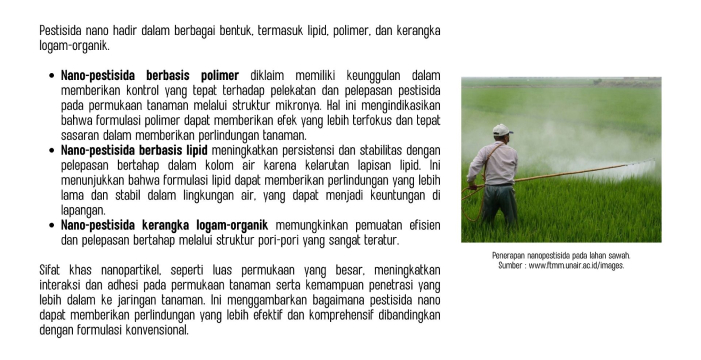 Pestisida nano hadir dalam berbagai bentuk, termasuk lipid, polimer, dan kerangka
logam-organik.
• Nano-pestisida berbasis polimer diklaim memiliki keunggulan dalam
memberikan kontrol yang tepat terhadap pelekatan dan pelepasan pestisida
pada permukaan tanaman melalui struktur mikronya. Hal ini mengindikasikan
bahwa formulasi polimer dapat memberikan efek yang lebih terfokus dan tepat
sasaran dalam memberikan perlindungan tanaman.
• Nano-pestisida berbasis lipid meningkatkan persistensi dan stabilitas dengan
pelepasan bertahap dalam kolom air karena kelarutan lapisan lipid. Ini
menunjukkan bahwa formulasi lipid dapat memberikan perlindungan yang lebih
lama dan stabil dalam lingkungan air, yang dapat menjadi keuntungan di
lapangan.
• Nano-pestisida kerangka logam-organik memungkinkan pemuatan efisien
dan pelepasan bertahap melalui struktur pori-pori yang sangat teratur.
Sifat khas nanopartikel, seperti luas permukaan yang besar, meningkatkan
interaksi dan adhesi pada permukaan tanaman serta kemampuan penetrasi yang
lebih dalam ke jaringan tanaman. Ini menggambarkan bagaimana pestisida nano
dapat memberikan perlindungan yang lebih efektif dan komprehensif dibandingkan
dengan formulasi konvensional.
Penerapan nanopestisida pada lahan sawah.
Sumber : www.ftmm.unair.ac.id/images.